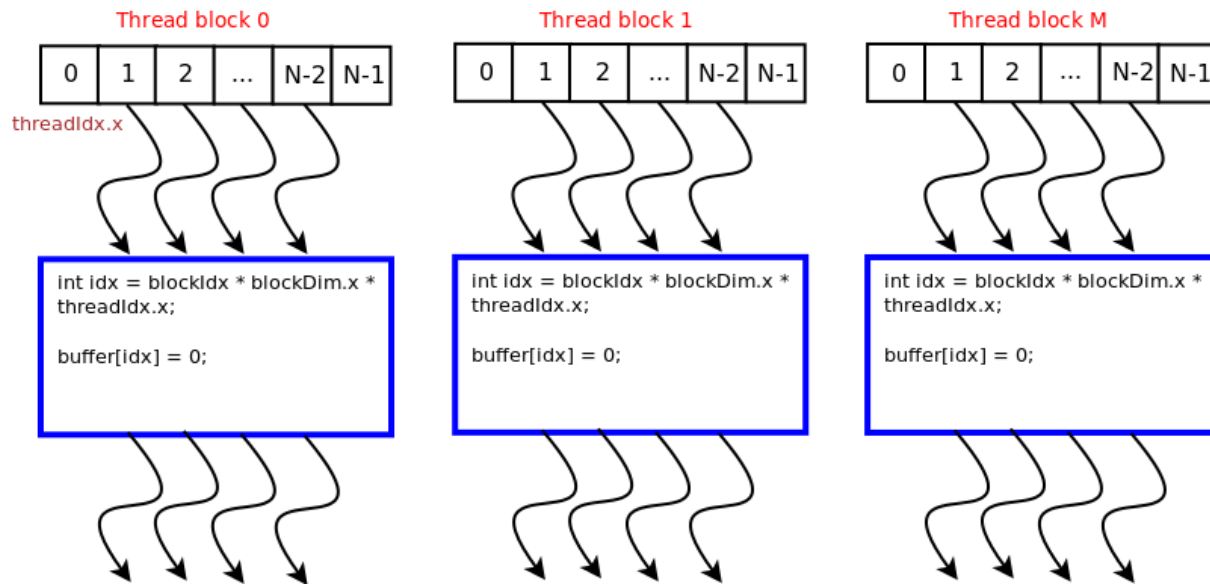 Thread block 0
Thread block 1
Thread block M
0 1 2 ... N-2 N-1
0 1 2 ... N-2 N-1
0 1 2 ... N-2 N-1
threadIdx.x
int idx = blockIdx * blockDim.x *
threadIdx.x;
buffer[idx] = 0;
int idx = blockIdx * blockDim.x *
threadIdx.x;
buffer[idx] = 0;
int idx = blockIdx * blockDim.x *
threadIdx.x;
buffer[idx] = 0;